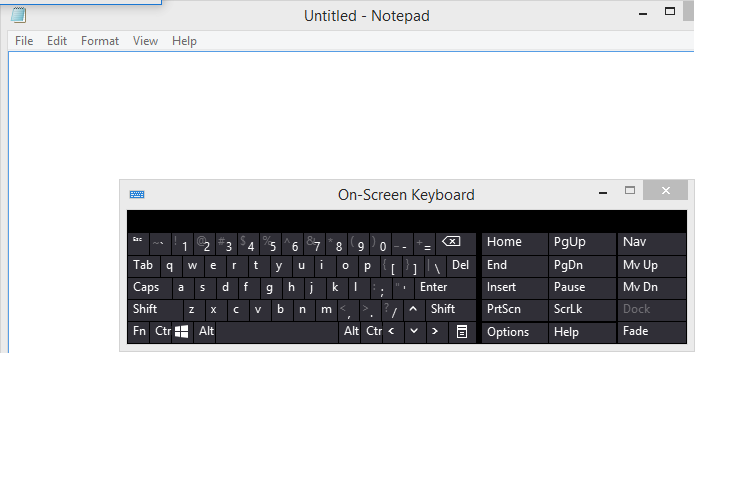 Untitled - Notepad
File Edit Format View Help
On-Screen Keyboard
Esc ~ ` ! 1 @ 2 # 3 $ 4 % 5 ^ 6 & 7 * 8 ( 9 ) 0 _ - + = Home PgUp Nav
Tab q w e r t y u i o p { [ } ] | \ Del End PgDn Mv Up
Caps a s d f g h j k l : ; " ' Enter Insert Pause Mv Dn
Shift z x c v b n m < , > . ? / ^ Shift PrtScn ScrLk Dock
Fn Ctr Alt Alt Ctr < v > Options Help Fade